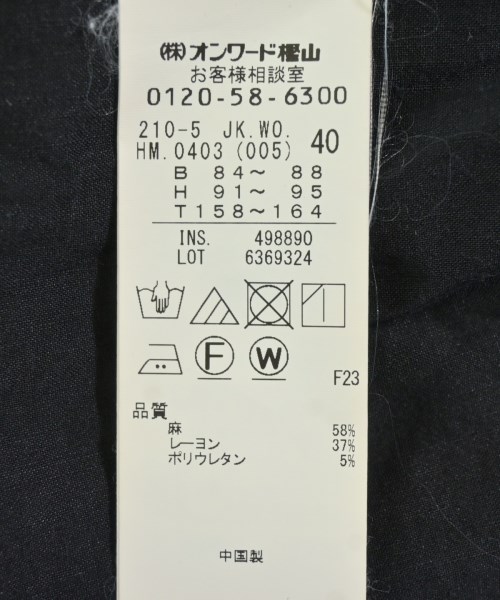 (株)オンワード樫山
お客様相談室
0120-58-6300
210-5 JK.WO.
HM.0403 (005) 40
B 84～ 88
H 91～ 95
T158～164
INS. 498890
LOT 6369324
F W
F23
品質
麻 58%
レーヨン 37%
ポリウレタン 5%
中国製